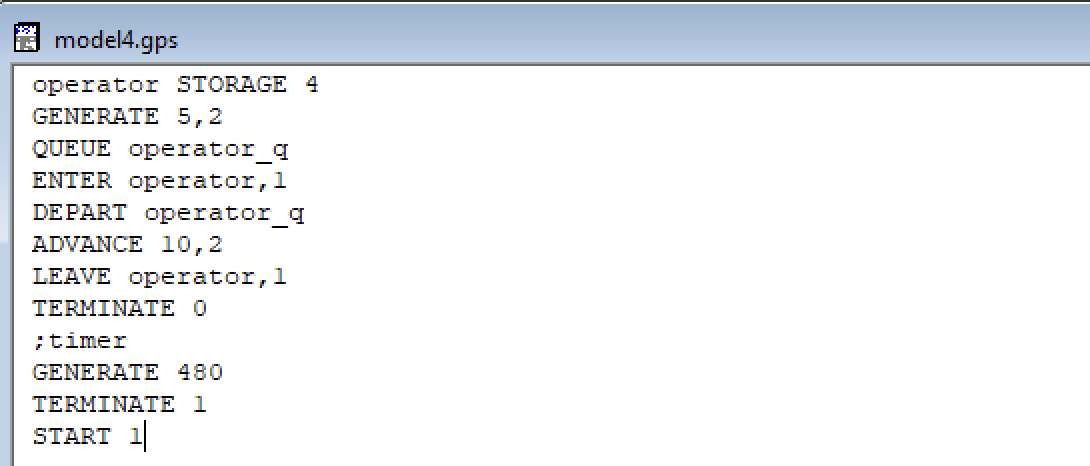 model4.gps
operator STORAGE 4
GENERATE 5,2
QUEUE operator_q
ENTER operator,1
DEPART operator_q
ADVANCE 10,2
LEAVE operator,1
TERMINATE 0
;timer
GENERATE 480
TERMINATE 1
START 1